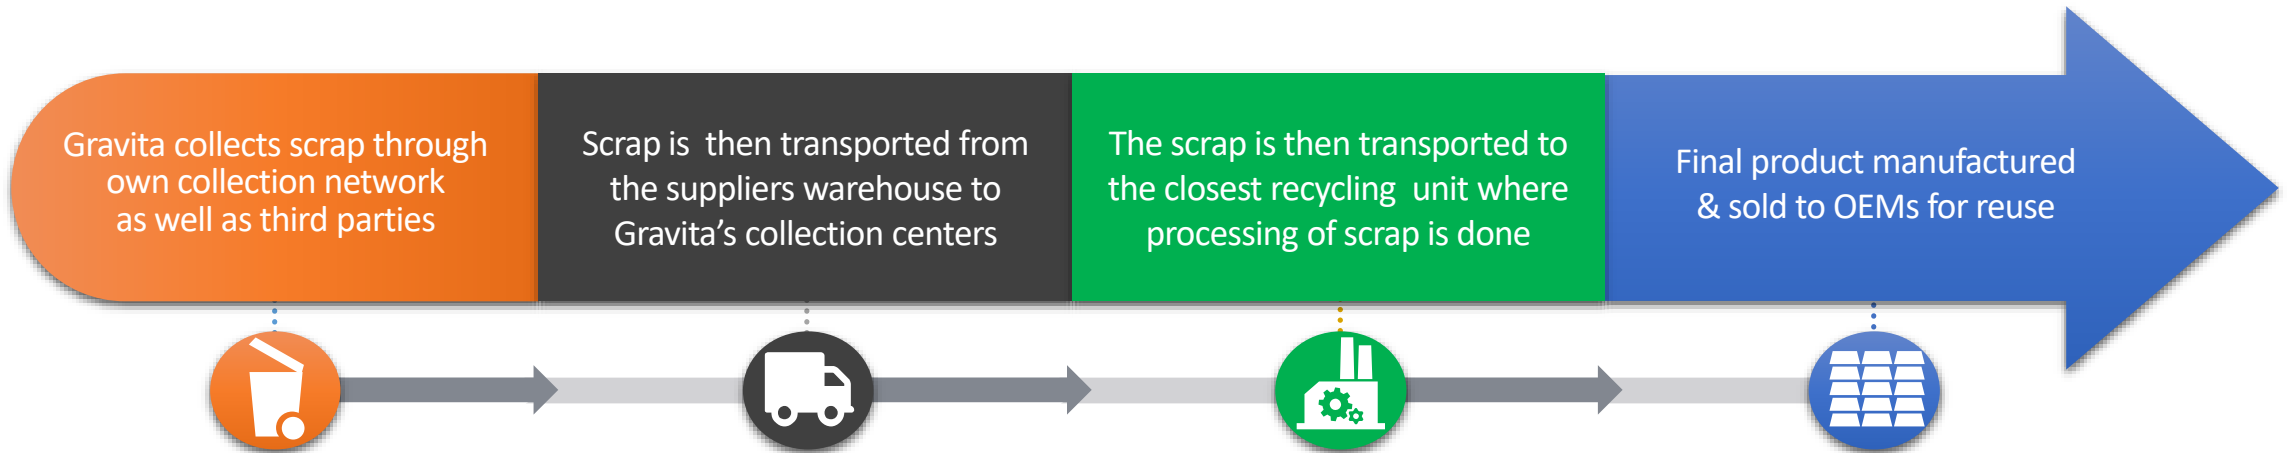 Gravita collects scrap through
own collection network
as well as third parties
Scrap is  then transported from
the suppliers warehouse to
Gravita’s collection centers
The scrap is then transported to
the closest recycling  unit where
processing of scrap is done
Final product manufactured
& sold to OEMs for reuse